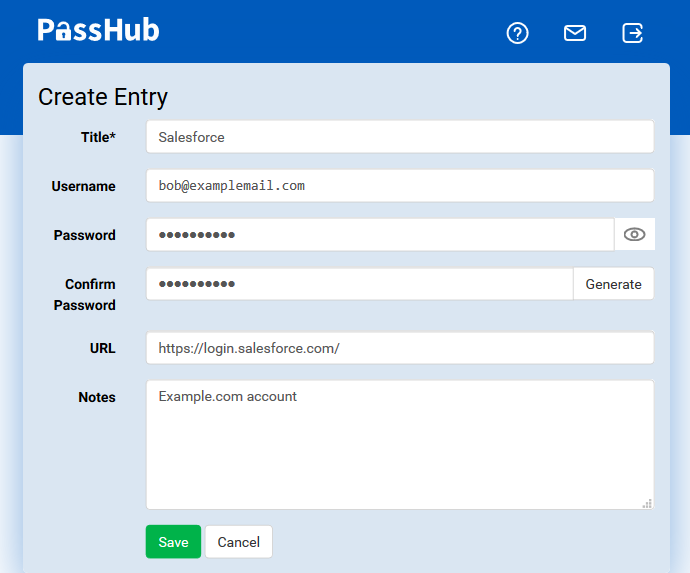 PassHub
Create Entry
Title* Salesforce
Username bob@examplemail.com
Password ●●●●●●●●●●
Confirm Password ●●●●●●●●●● Generate
URL https://login.salesforce.com/
Notes Example.com account
Save Cancel